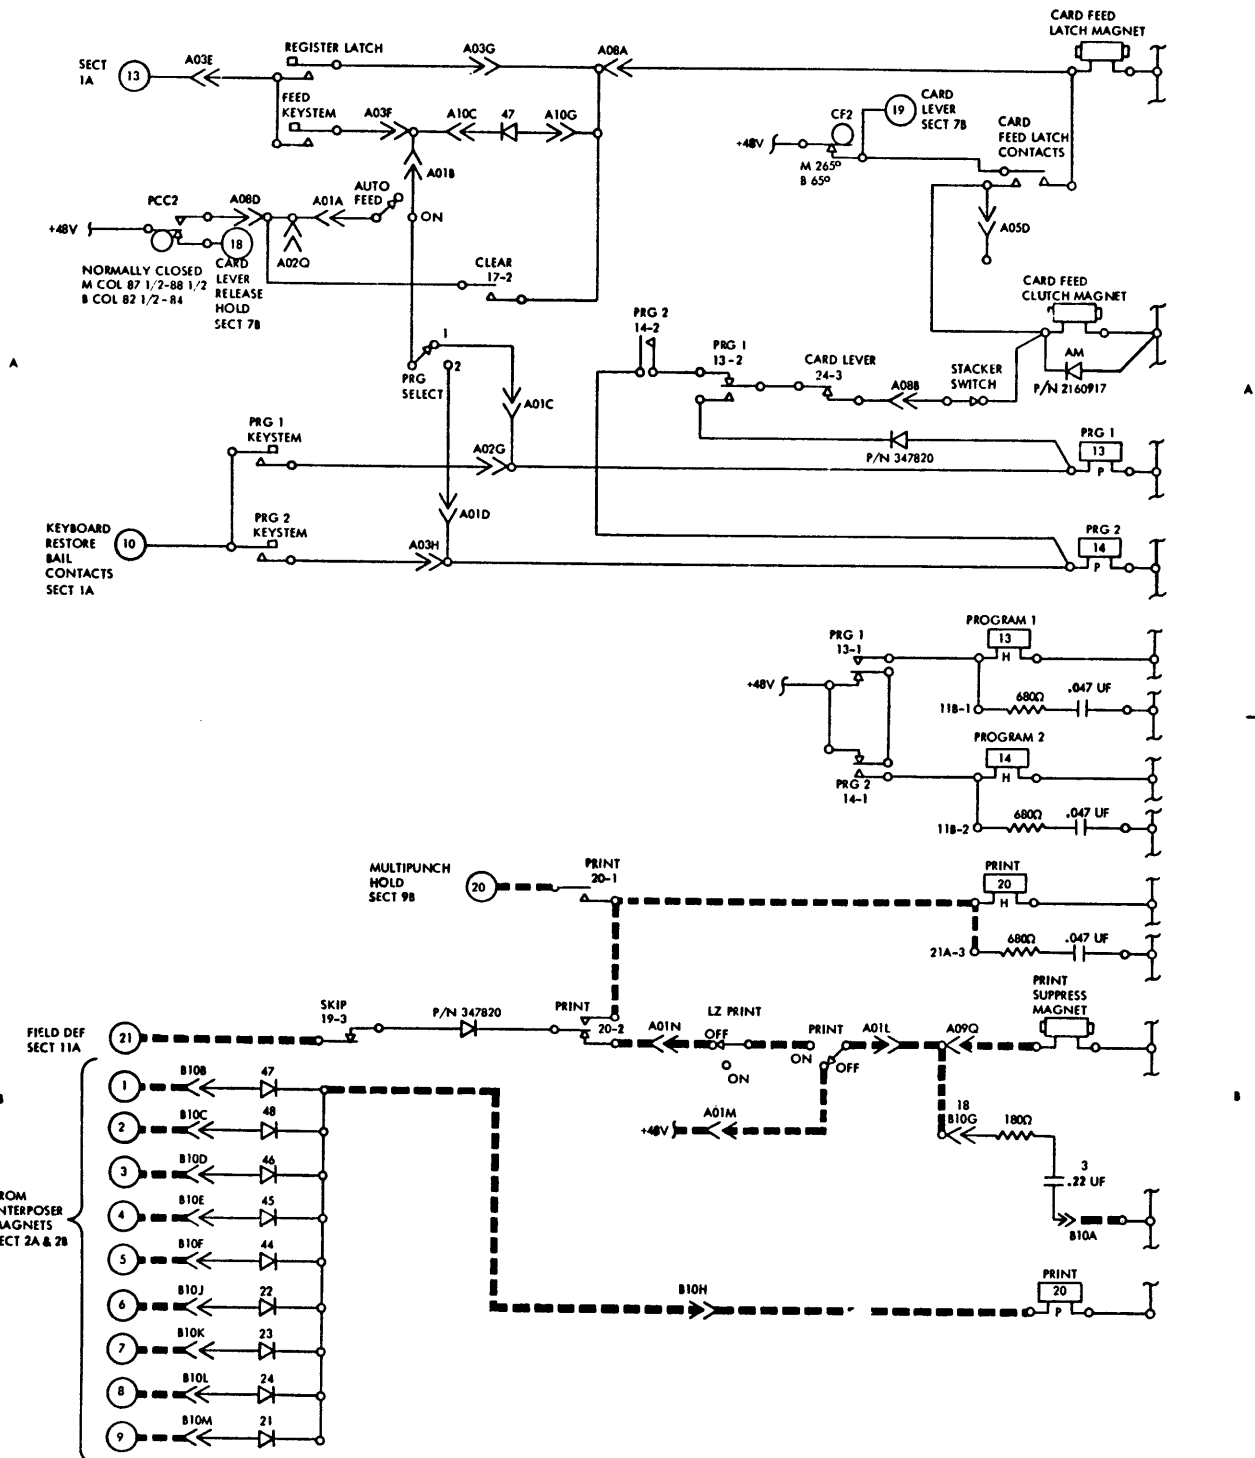 CARD FEED
LATCH MAGNET
SECT
1A
13
A03E
REGISTER LATCH
A03G
A08A
FEED
KEYSTEM
A03F
A10C
47
A10G
CF2
19
CARD
LEVER
SECT 7B
+48V
M 265°
B 65°
CARD
FEED LATCH
CONTACTS
A01B
PCC2
A08D
A01A
AUTO
FEED
ON
+48V
18
A02Q
A05D
NORMALLY CLOSED
M COL 87 1/2-88 1/2
B COL 82 1/2-84
CARD
LEVER
RELEASE
HOLD
SECT 7B
CLEAR
17-2
CARD FEED
CLUTCH MAGNET
PRG 2
14-2
PRG 1
13-2
CARD LEVER
24-3
A08B
STACKER
SWITCH
AM
P/N 2160917
A
A
1
2
PRG
SELECT
A01C
PRG 1
KEYSTEM
A02G
P/N 347820
PRG 1
13
P
A01D
KEYBOARD
RESTORE
BAIL
CONTACTS
SECT 1A
10
PRG 2
KEYSTEM
A03H
PRG 2
14
P
PRG 1
13-1
PROGRAM 1
13
H
+48V
11B-1
680Ω
.047 UF
PROGRAM 2
14
H
PRG 2
14-1
11B-2
680Ω
.047 UF
MULTIPUNCH
HOLD
SECT 9B
20
PRINT
20-1
PRINT
20
H
21A-3
680Ω
.047 UF
FIELD DEF
SECT 11A
21
SKIP
19-3
P/N 347820
PRINT
20-2
A01N
LZ PRINT
OFF
ON
PRINT
ON
OFF
A01L
A09Q
PRINT
SUPPRESS
MAGNET
+48V
A01M
18
B10G
180Ω
3
.22 UF
B10A
B
B
1
B10B
47
2
B10C
48
3
B10D
46
4
B10E
45
5
B10F
44
6
B10J
22
7
B10K
23
8
B10L
24
9
B10M
21
ROM
NTERPOSER
MAGNETS
SECT 2A & 2B
B10H
PRINT
20
P